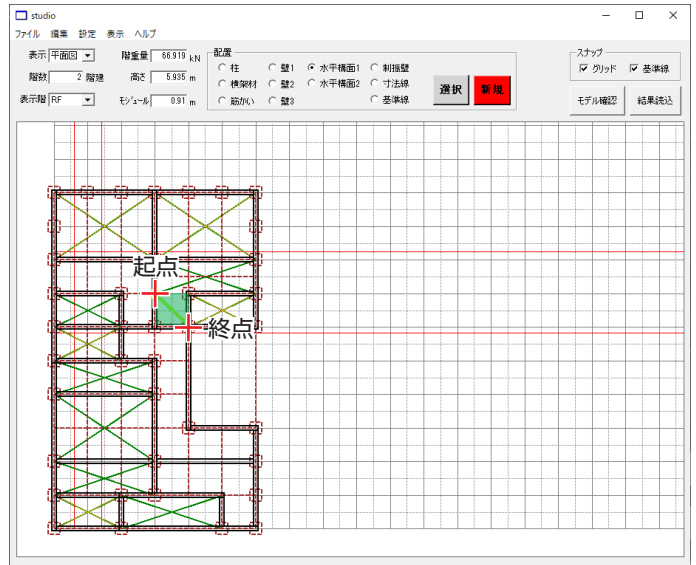 studio
ファイル 編集 設定 表示 ヘルプ
表示 平面図 階重量 66.919 kN
階数 2 階建 高さ 5.935 m
表示階 RF モジュール 0.91 m
配置
柱 壁1 水平構面1 制振壁
横架材 壁2 水平構面2 寸法線
筋かい 壁3 基準線
選択 新規
スナップ
グリッド 基準線
モデル確認 結果読込
起点
終点